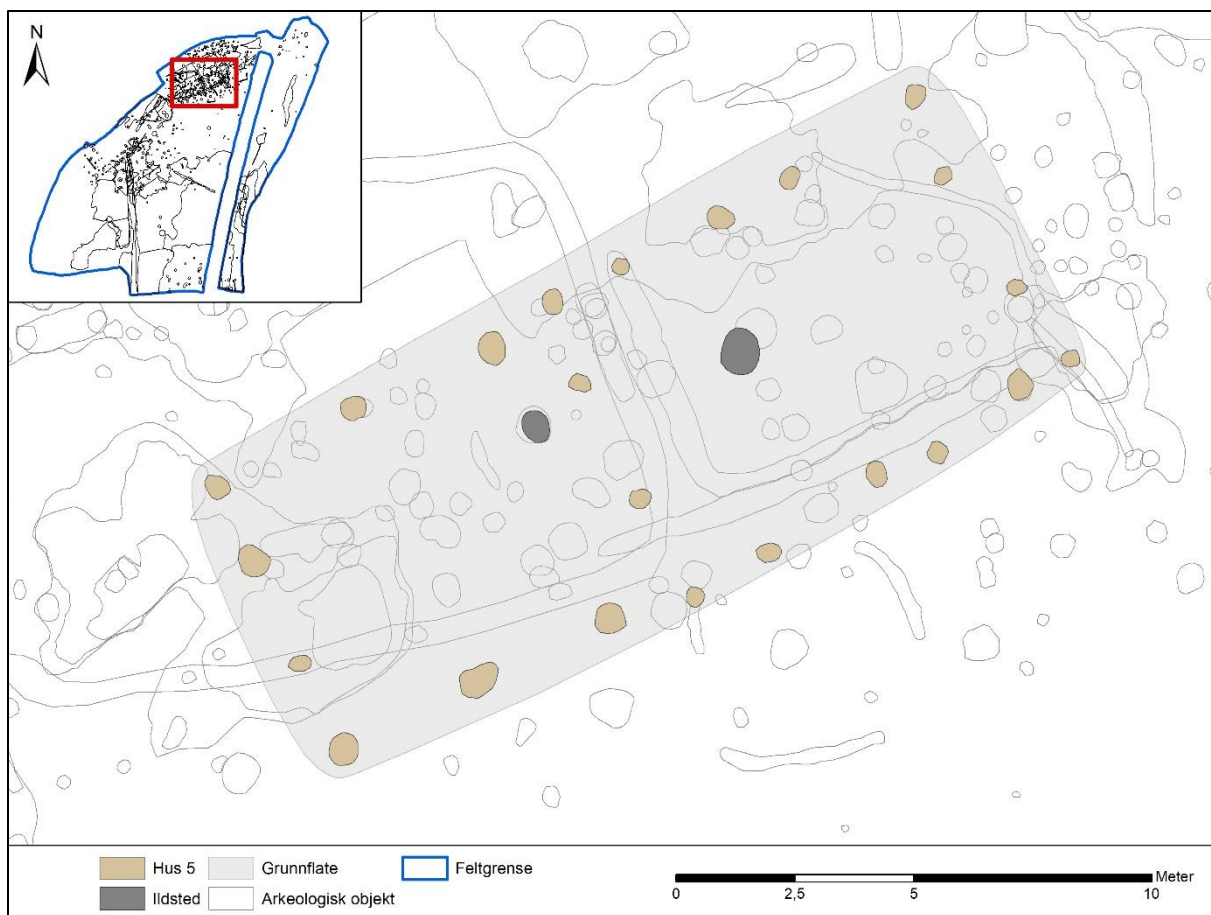 N
Hus 5
Grunnflate
Feltgrense
Ildsted
Arkeologisk objekt
Meter
0
2,5
5
10